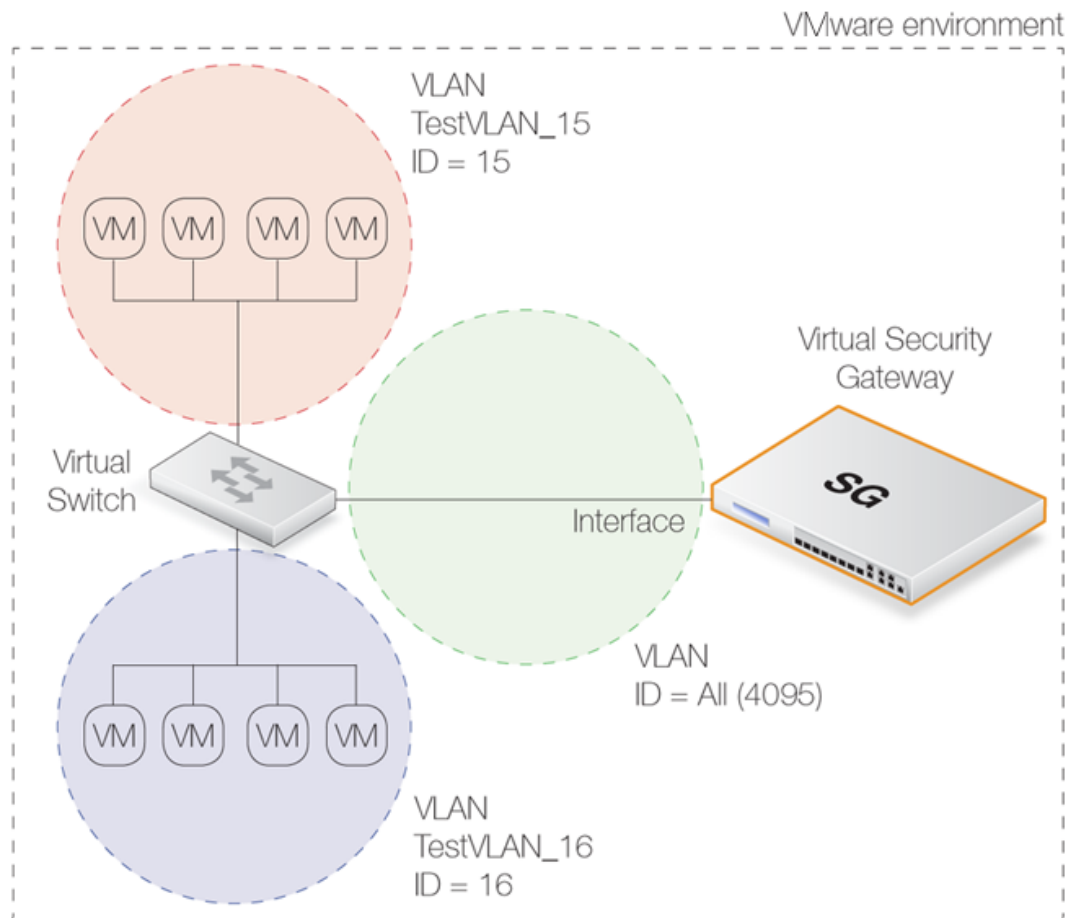 VMware environment
VLAN
TestVLAN_15
ID = 15
VM VM VM VM
Virtual Security
Gateway
Virtual
Switch
SG
Interface
VLAN
ID = All (4095)
VM VM VM VM
VLAN
TestVLAN_16
ID = 16